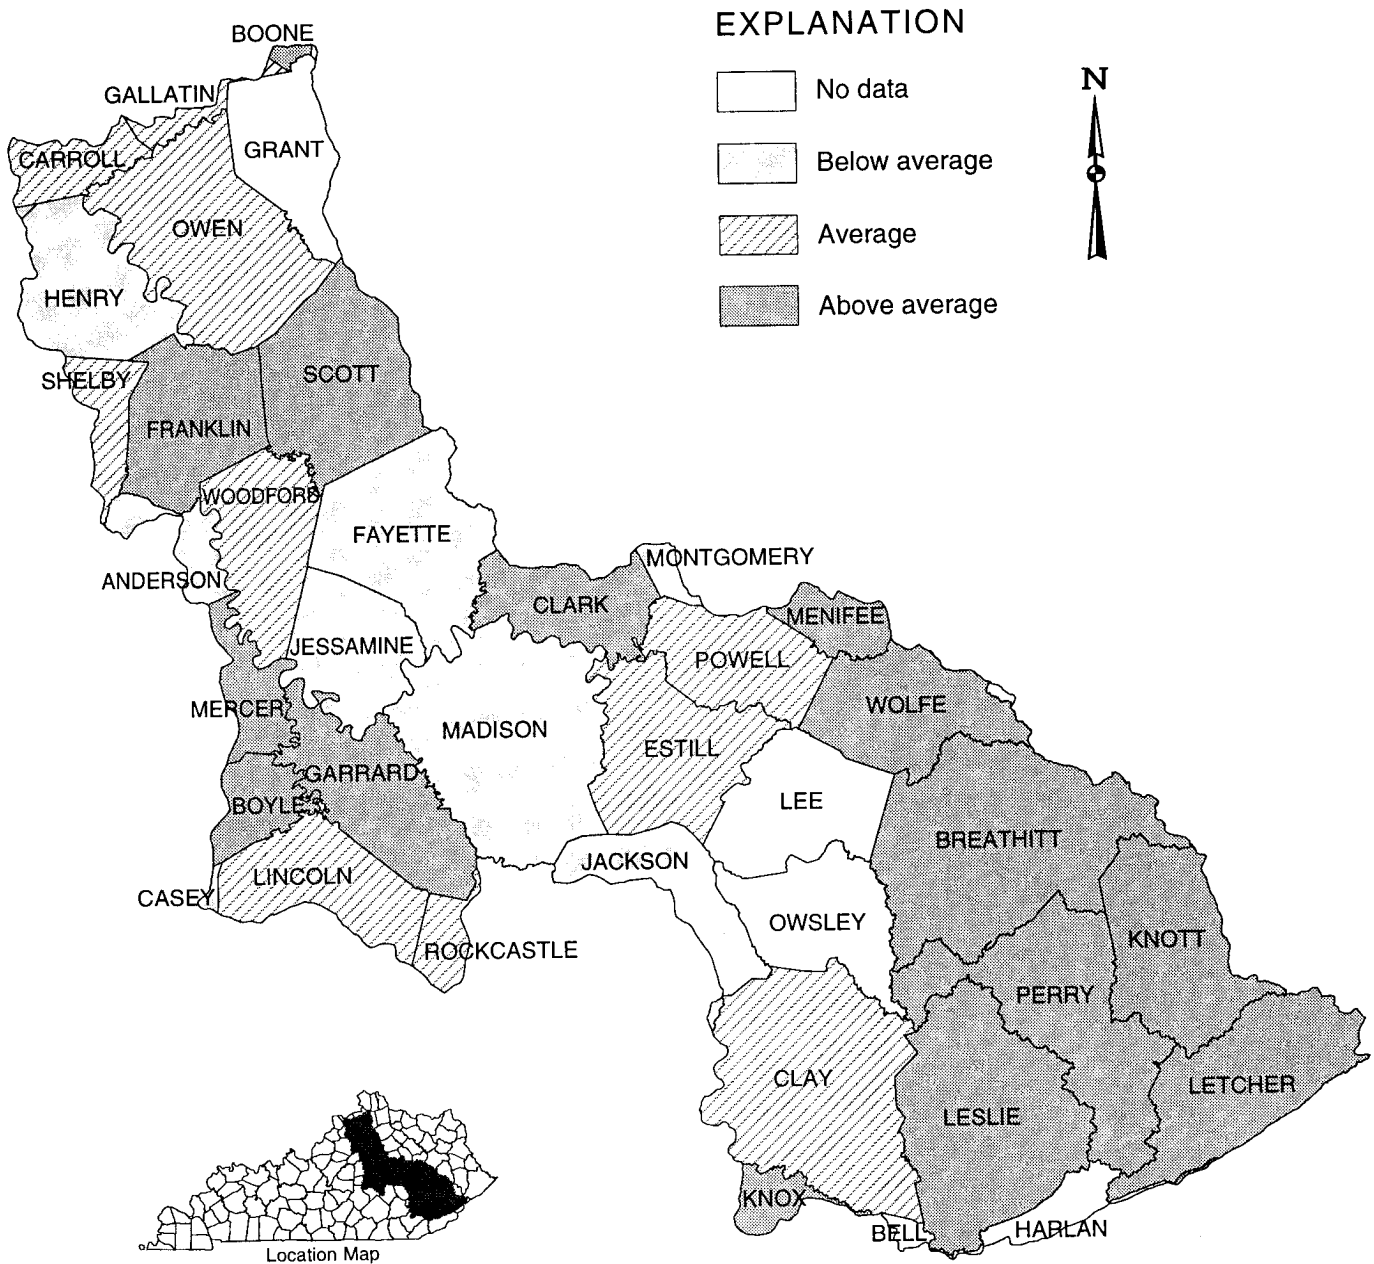 EXPLANATION
No data
Below average
Average
Above average
N
BOONE
GALLATIN
GRANT
CARROLL
OWEN
HENRY
SHELBY
SCOTT
FRANKLIN
WOODFORD
FAYETTE
ANDERSON
MONTGOMERY
CLARK
MENIFEE
JESSAMINE
POWELL
MERCER
WOLFE
MADISON
ESTILL
GARRARD
BOYLE
LEE
BREATHITT
JACKSON
LINCOLN
CASEY
OWSLEY
KNOTT
ROCKCASTLE
PERRY
CLAY
LETCHER
LESLIE
KNOX
BELL
HARLAN
Location Map